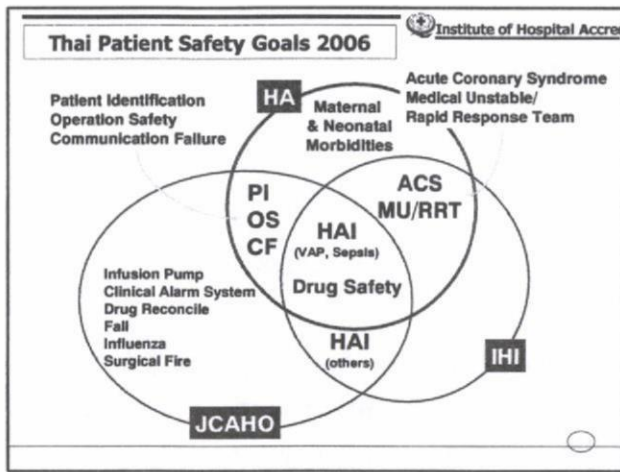 Institute of Hospital Accre
Thai Patient Safety Goals 2006
HA
Patient Identification
Operation Safety
Communication Failure
Maternal
& Neonatal
Morbidities
Acute Coronary Syndrome
Medical Unstable/
Rapid Response Team
PI
OS
CF
ACS
MU/RRT
HAI
(VAP, Sepsis)
Drug Safety
Infusion Pump
Clinical Alarm System
Drug Reconcile
Fall
Influenza
Surgical Fire
HAI
(others)
IHI
JCAHO